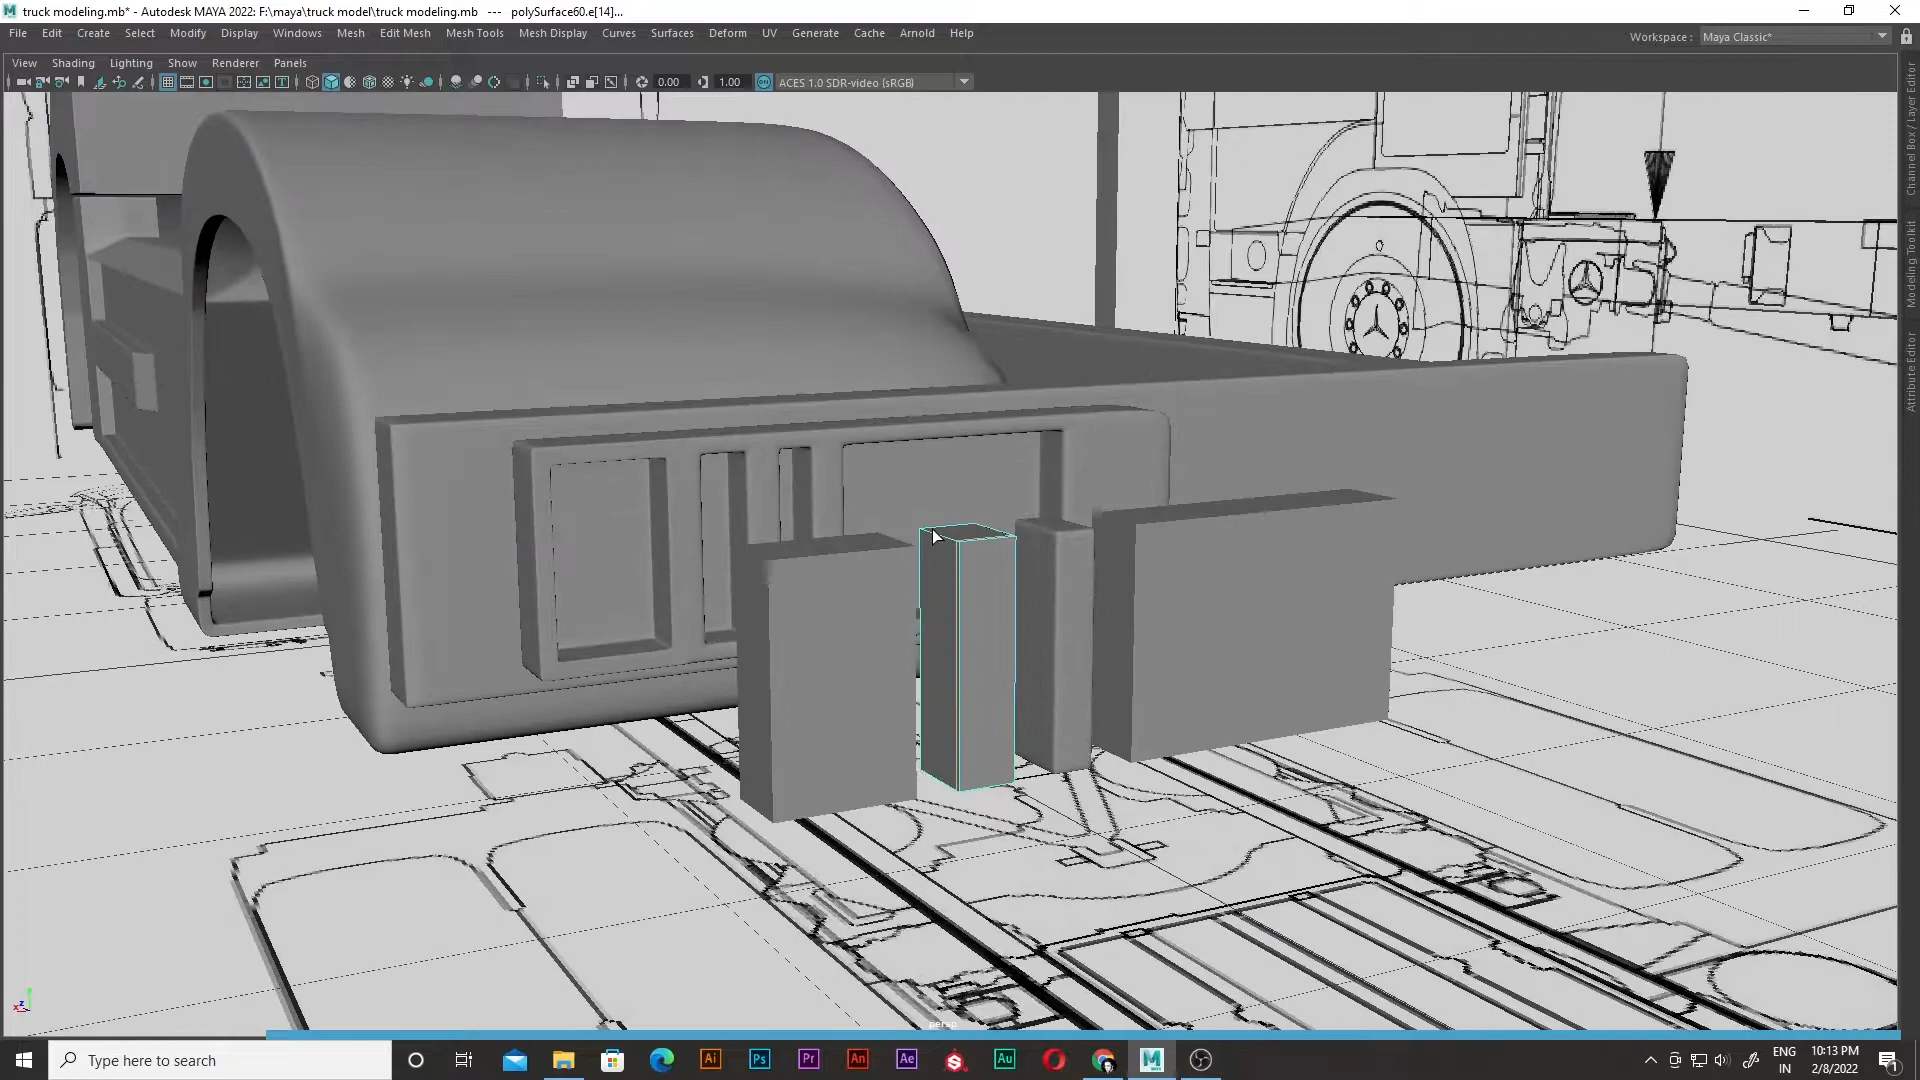 truck modeling.mb* - Autodesk MAYA 2022: F:\maya\truck model\truck modeling.mb   ---   polySurface60.e[14]...
File Edit Create Select Modify Display Windows Mesh Edit Mesh Mesh Tools Mesh Display Curves Surfaces Deform UV Generate Cache Arnold Help
Workspace : Maya Classic*
View Shading Lighting Show Renderer Panels
0.00 1.00 ON ACES 1.0 SDR-video (sRGB)
Channel Box / Layer Editor
Modeling Toolkit
Attribute Editor
persp
Type here to search
Ai Ps Pr An Ae Au
ENG
IN
10:13 PM
2/8/2022
1